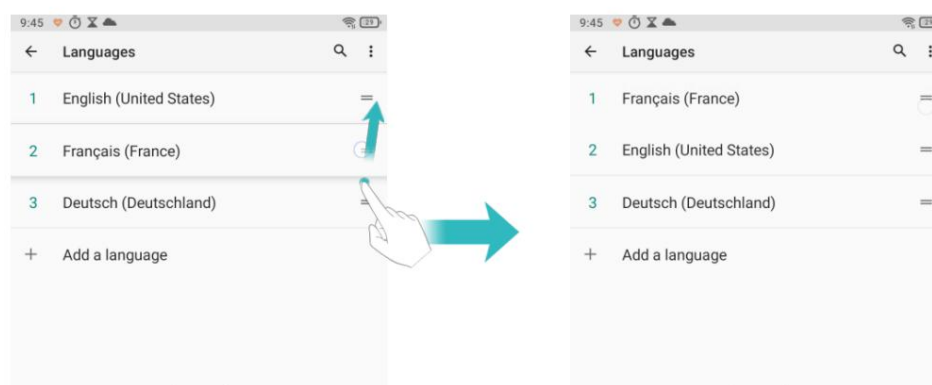 9:45
29
Languages
1 English (United States)
2 Français (France)
3 Deutsch (Deutschland)
+ Add a language
9:45
Languages
1 Français (France)
2 English (United States)
3 Deutsch (Deutschland)
+ Add a language